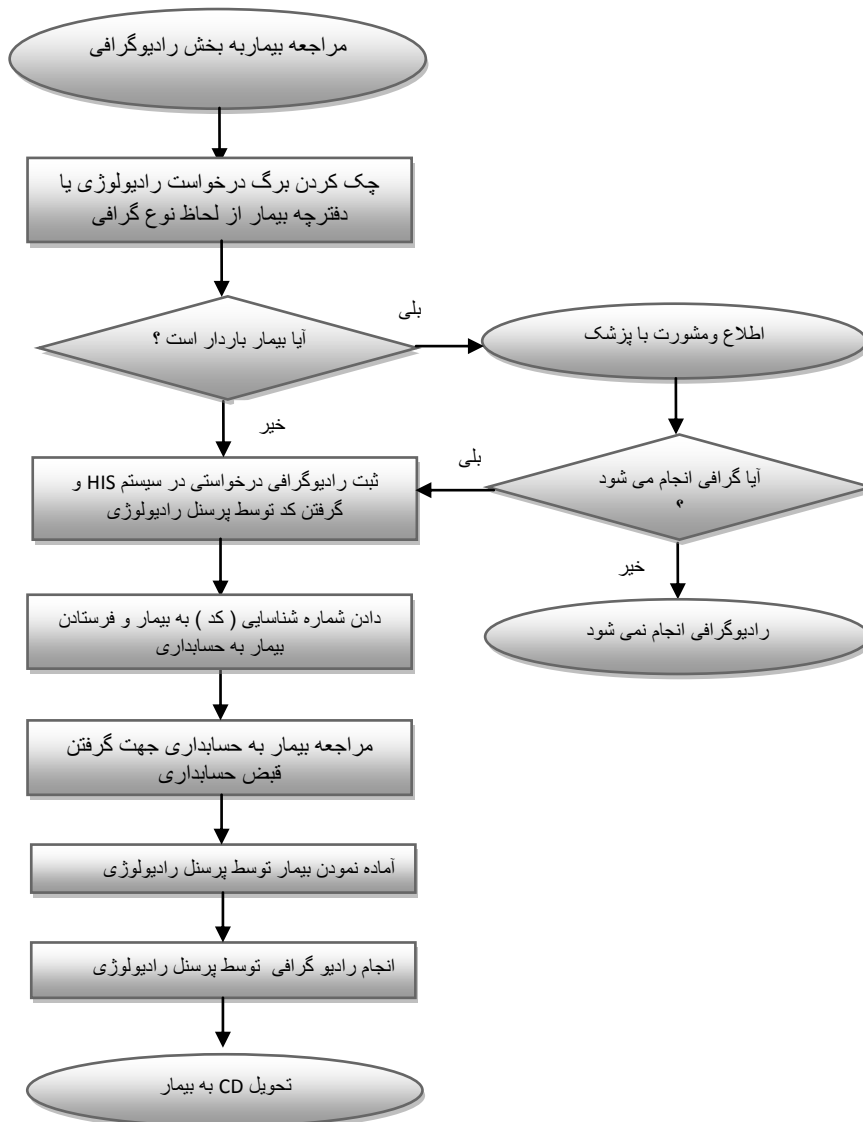 مراجعه بیماربه بخش رادیوگرافی
چک کردن برگ درخواست رادیولوژی یا
دفترچه بیمار از لحاظ نوع گرافی
آیا بیمار باردار است ؟
بلی
اطلاع ومشورت با پزشک
خیر
آیا گرافی انجام می شود
؟
بلی
ثبت رادیوگرافی درخواستی در سیستم HIS و
گرفتن کد توسط پرسنل رادیولوژی
خیر
رادیوگرافی انجام نمی شود
دادن شماره شناسایی ( کد ) به بیمار و فرستادن
بیمار به حسابداری
مراجعه بیمار به حسابداری جهت گرفتن
قبض حسابداری
آماده نمودن بیمار توسط پرسنل رادیولوژی
انجام رادیو گرافی توسط پرسنل رادیولوژی
تحویل CD به بیمار